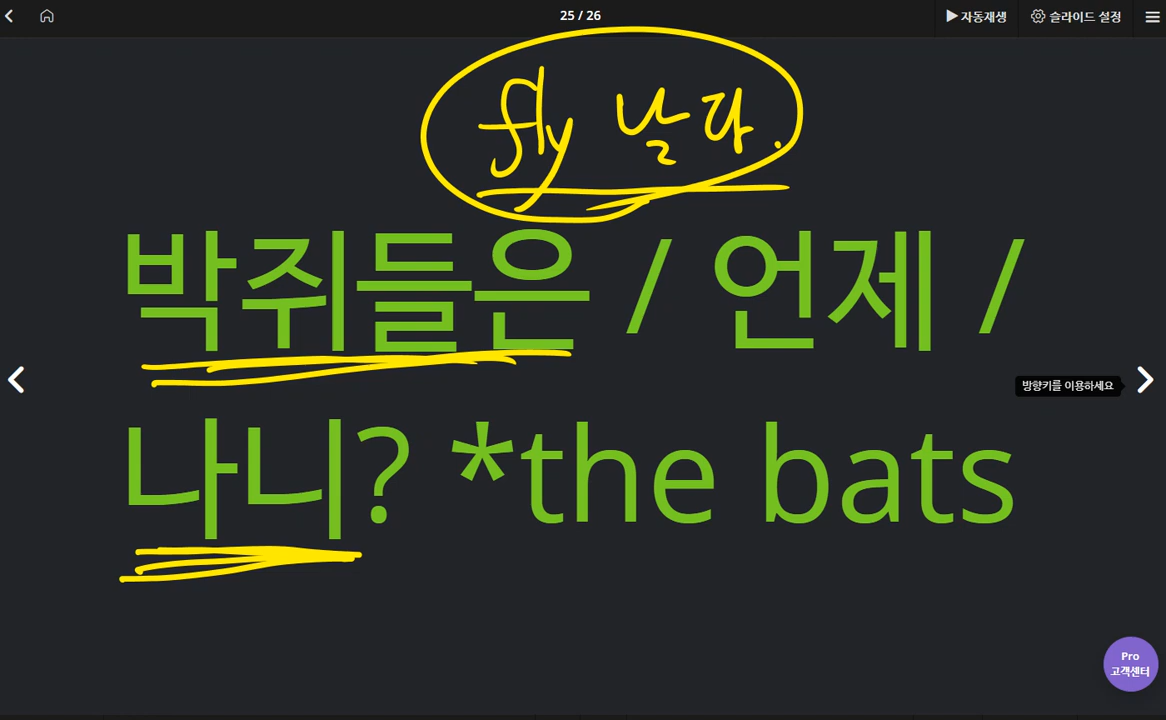 25 / 26
자동재생
슬라이드 설정
fly 날다.
박쥐들은 / 언제 /
방향키를 이용하세요
나니? *the bats
Pro
고객센터